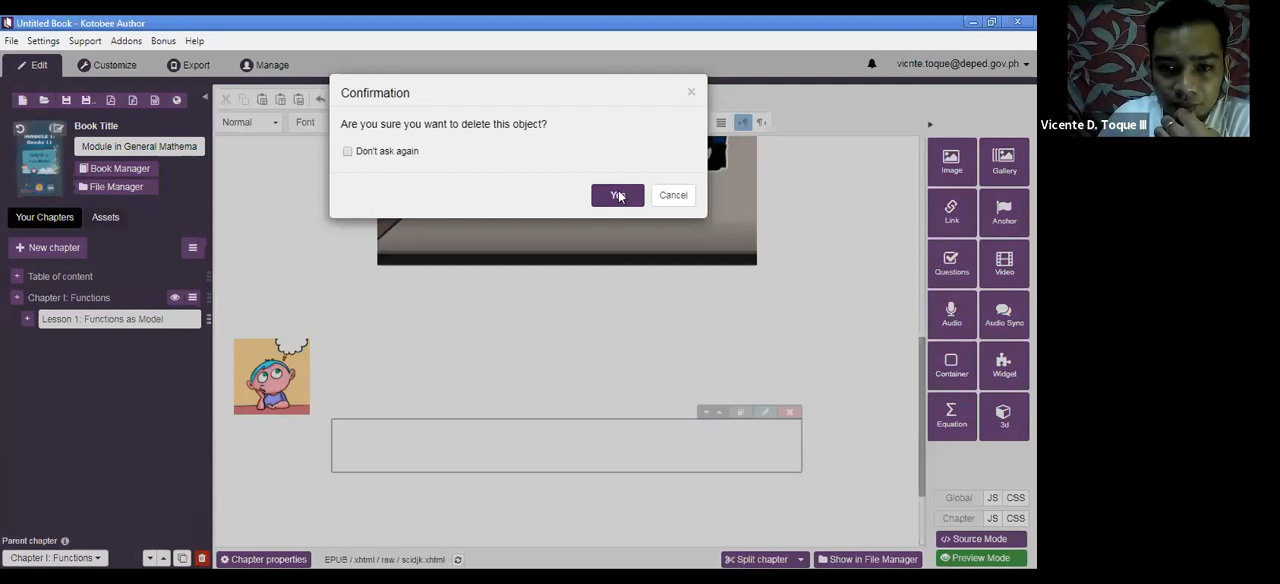 Untitled Book - Kotobee Author
File Settings Support Addons Bonus Help
Edit Customize Export Manage
vicnte.toque@deped.gov.ph
Book Title
Module in General Mathema
Book Manager
File Manager
MODULE 1:
Grade 11
Your Chapters Assets
New chapter
Table of content
Chapter I: Functions
Lesson 1: Functions as Model
Parent chapter
Chapter I: Functions
Normal Font
Confirmation
Are you sure you want to delete this object?
Don't ask again
Yes Cancel
Chapter properties EPUB / xhtml / raw / scidjk.xhtml Split chapter Show in File Manager
Image Gallery
Link Anchor
Questions Video
Audio Audio Sync
Container Widget
Equation 3d
Global JS CSS
Chapter JS CSS
</> Source Mode
Preview Mode
Vicente D. Toque III